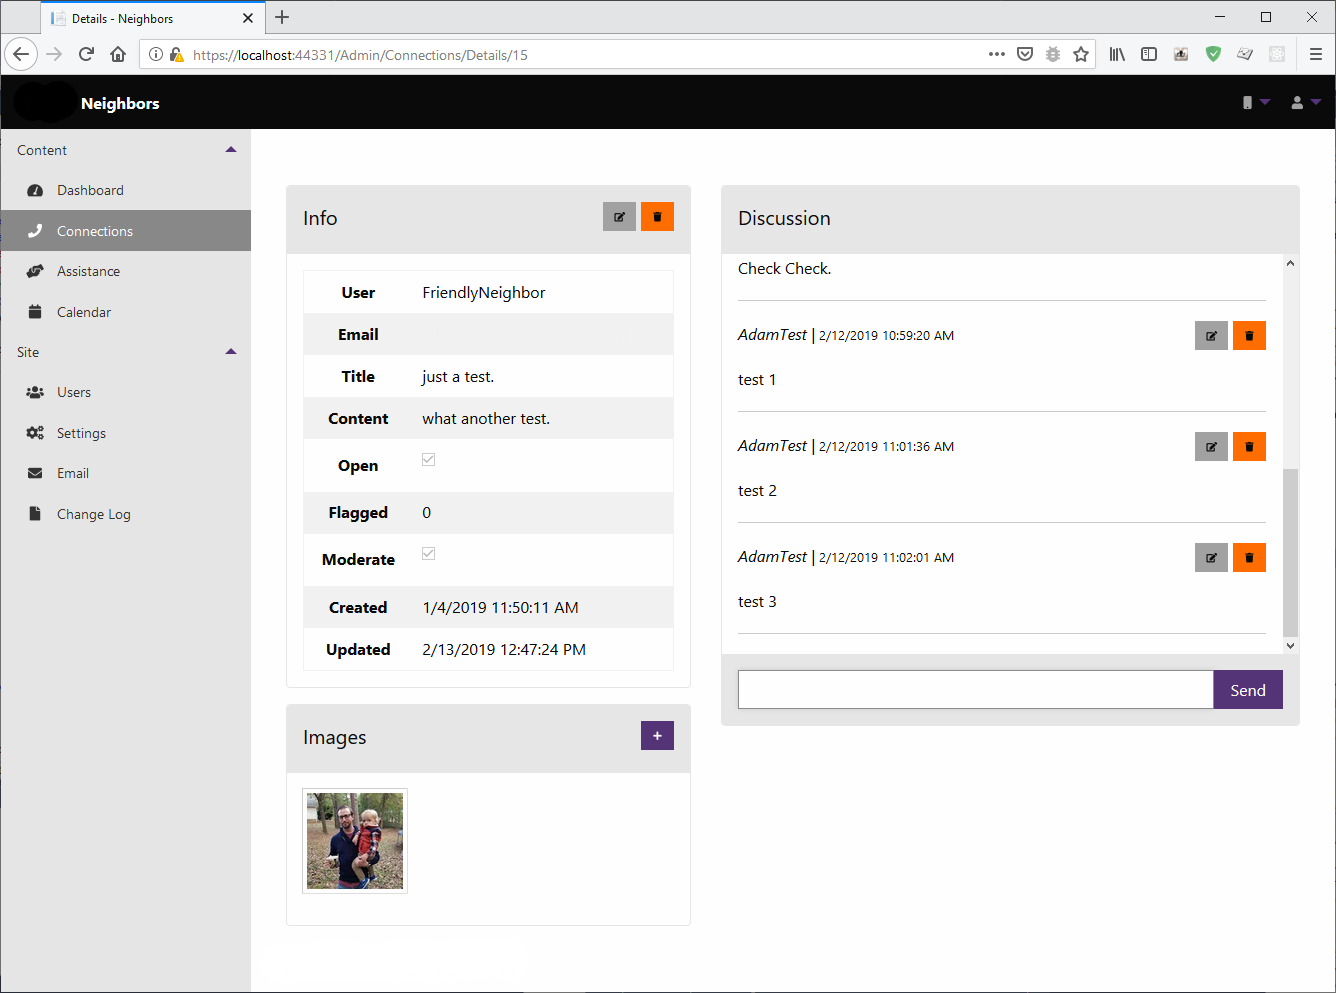 Details - Neighbors
https://localhost:44331/Admin/Connections/Details/15
Neighbors
Content
Dashboard
Connections
Assistance
Calendar
Site
Users
Settings
Email
Change Log
Info
User FriendlyNeighbor
Email
Title just a test.
Content what another test.
Open
Flagged 0
Moderate
Created 1/4/2019 11:50:11 AM
Updated 2/13/2019 12:47:24 PM
Images
Discussion
Check Check.
AdamTest | 2/12/2019 10:59:20 AM
test 1
AdamTest | 2/12/2019 11:01:36 AM
test 2
AdamTest | 2/12/2019 11:02:01 AM
test 3
Send